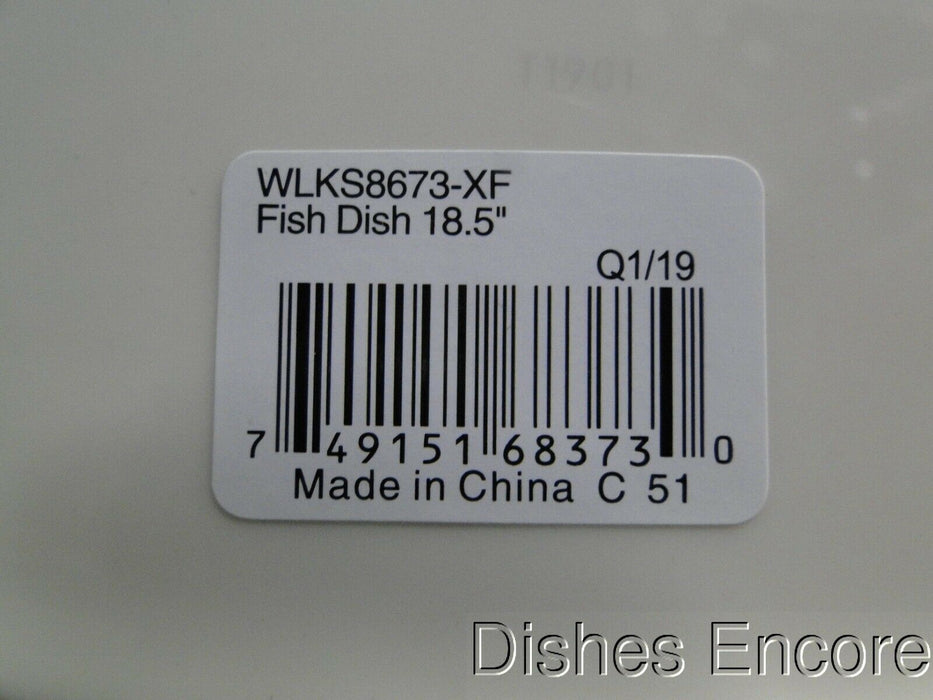 WLKS8673-XF
Fish Dish 18.5"
Q1/19
7 49151 68373 0
Made in China C 51
Dishes Encore